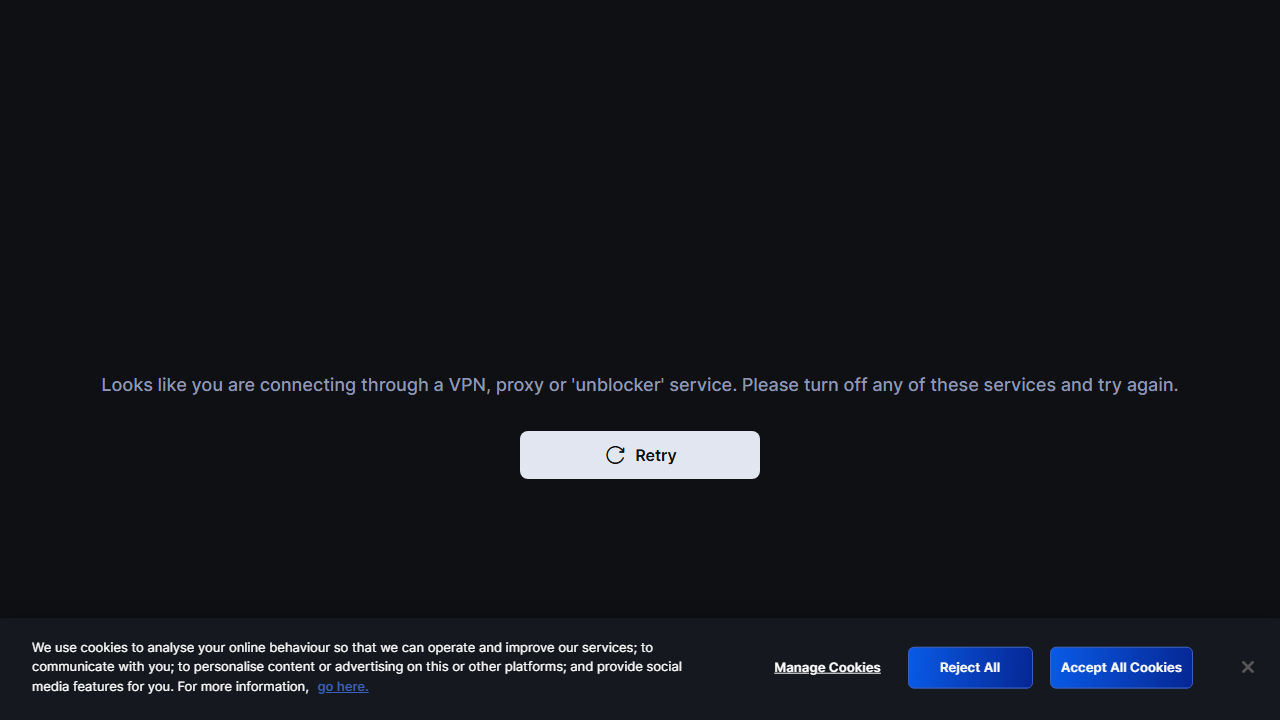 Looks like you are connecting through a VPN, proxy or 'unblocker' service. Please turn off any of these services and try again.
Retry
We use cookies to analyse your online behaviour so that we can operate and improve our services; to
communicate with you; to personalise content or advertising on this or other platforms; and provide social
media features for you. For more information, go here.
Manage Cookies
Reject All
Accept All Cookies